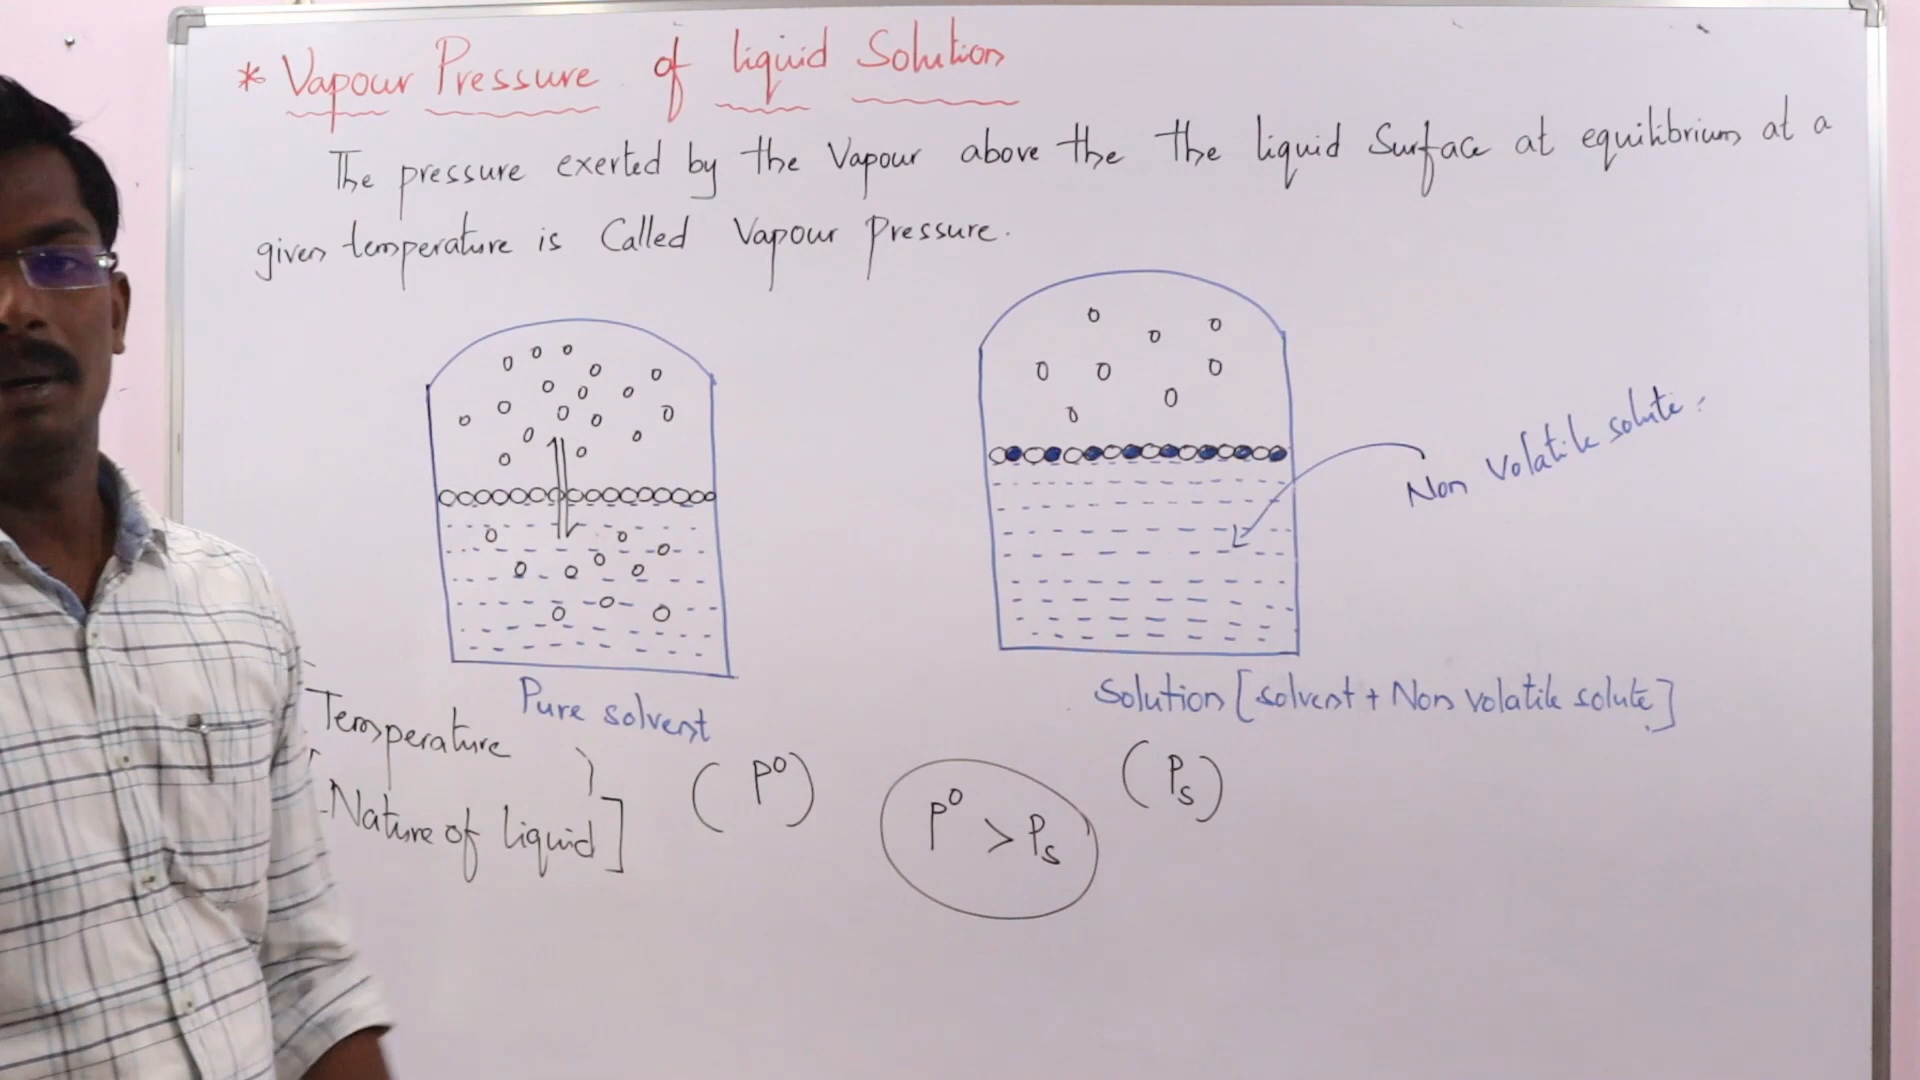 * Vapour Pressure of liquid Solution
The pressure exerted by the Vapour above the the liquid Surface at equilibrium at a
given temperature is Called Vapour Pressure.
Non Volatile solute
Pure solvent
Solution [solvent + Non volatile solute]
Temperature
Nature of liquid]
(P⁰)
P⁰ > Ps
(Ps)